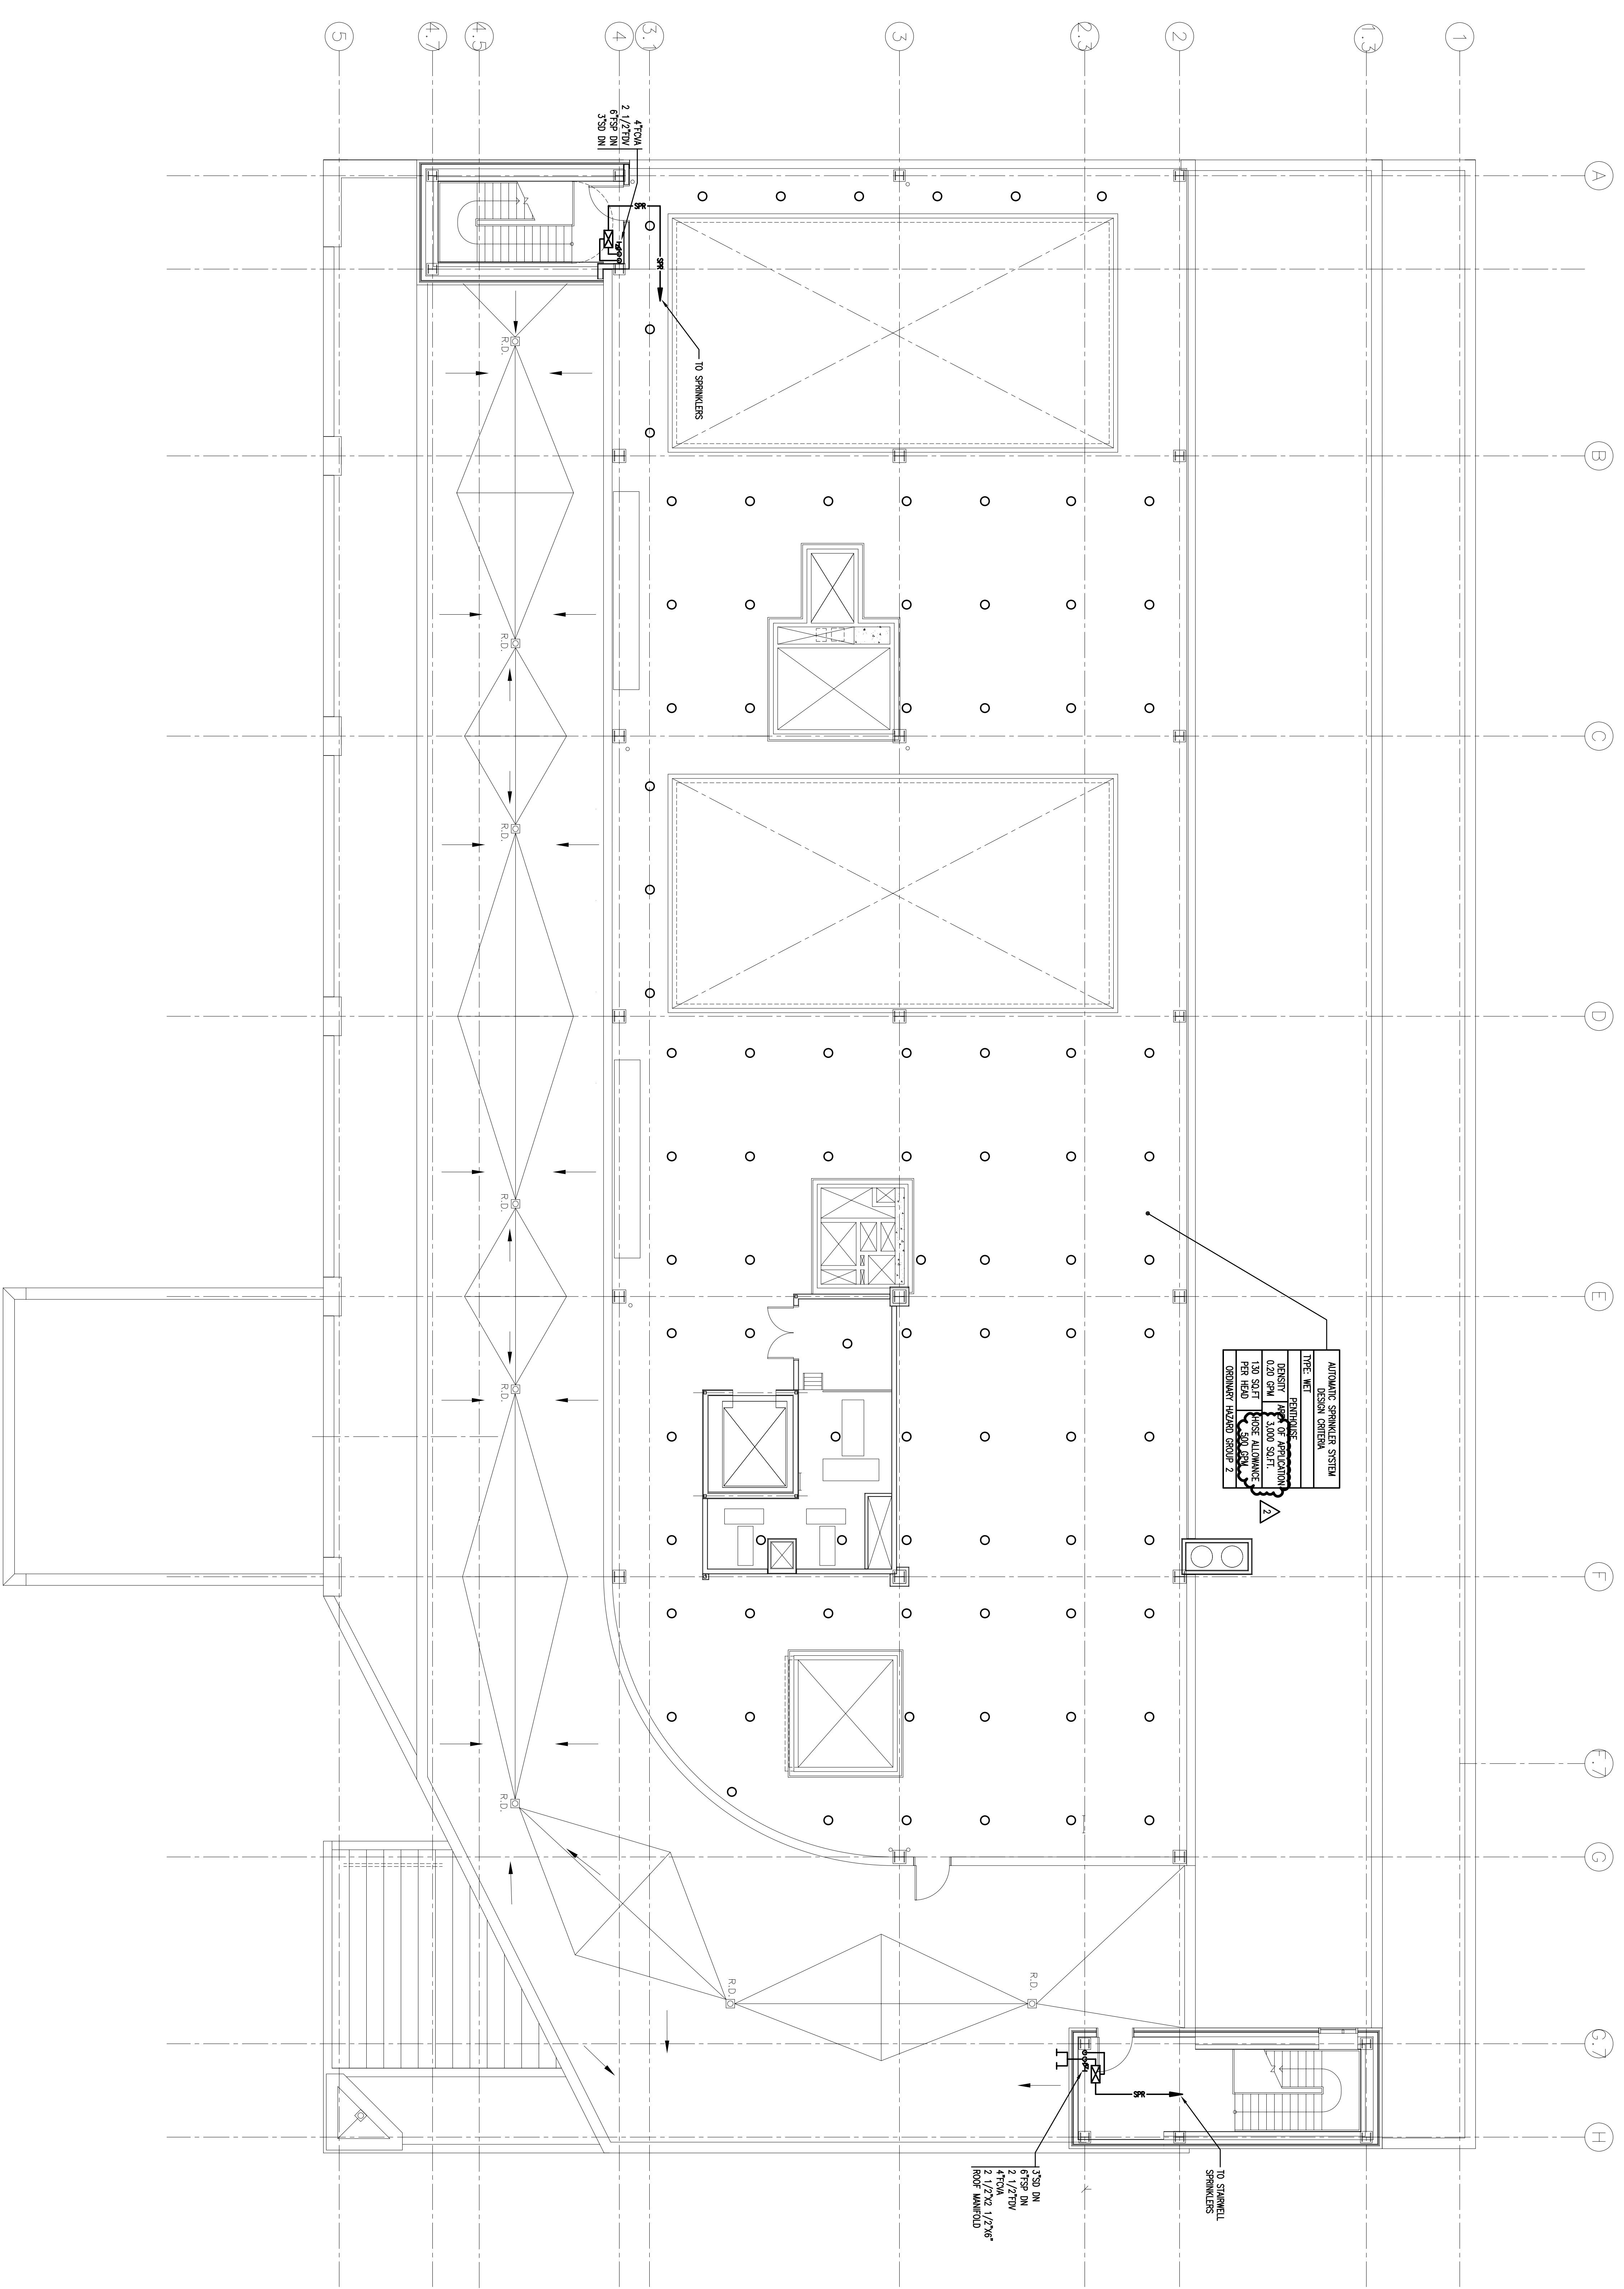 5
4.7
4.5
4
3.1
3
2.3
2
1.3
1
A
B
C
D
E
F
F.7
G
G.7
H
4"FCVA
2 1/2"FDV
6"FSP DN
3"SD DN
SPR
SPR
TO SPRINKLERS
R.D.
R.D.
R.D.
R.D.
R.D.
R.D.
R.D.
R.D.
AUTOMATIC SPRINKLER SYSTEM
DESIGN CRITERIA
TYPE: WET
PENTHOUSE
DENSITY
0.20 GPM
AREA OF APPLICATION
3,000 SQ.FT.
130 SQ.FT
PER HEAD
HOSE ALLOWANCE
500 GPM
ORDINARY HAZARD GROUP 2
2
SPR
TO STAIRWELL
SPRINKLERS
3"SD DN
6"FSP DN
2 1/2"FDV
4"FCVA
2 1/2"X2 1/2"X6"
ROOF MANIFOLD